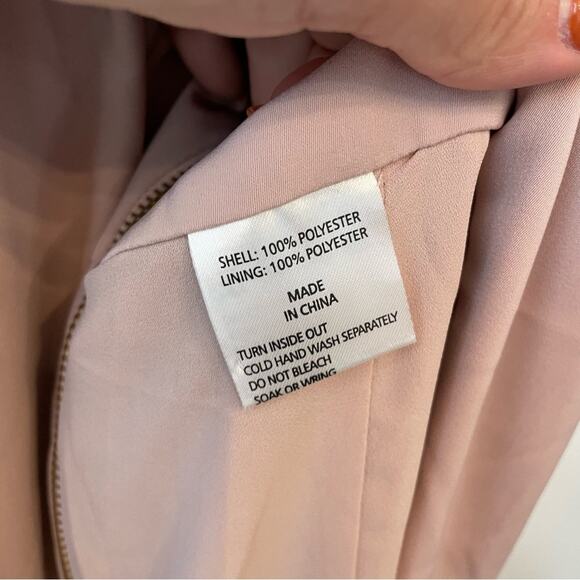 SHELL: 100% POLYESTER
LINING: 100% POLYESTER
MADE
IN CHINA
TURN INSIDE OUT
COLD HAND WASH SEPARATELY
DO NOT BLEACH
SOAK OR WRING